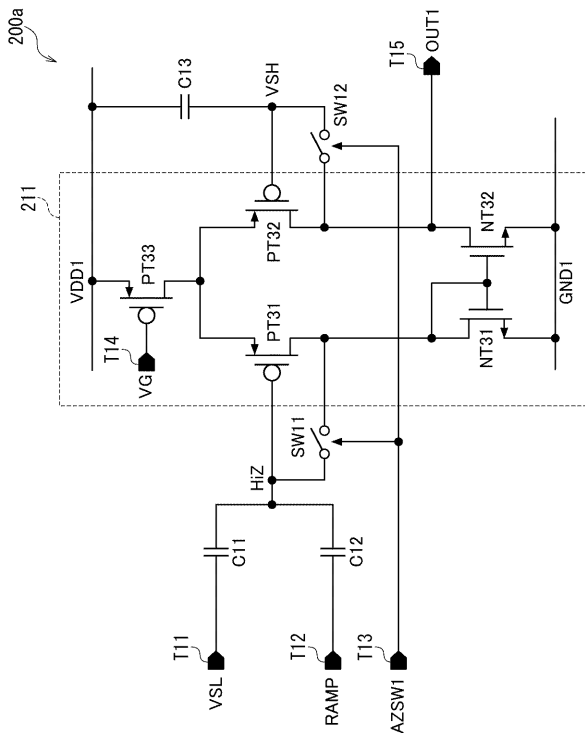 200a
211
VDD1
C13
T14
VG
PT33
VSH
PT31
PT32
SW12
HiZ
SW11
T15
OUT1
T11
VSL
C11
T12
RAMP
C12
T13
AZSW1
NT31
NT32
GND1